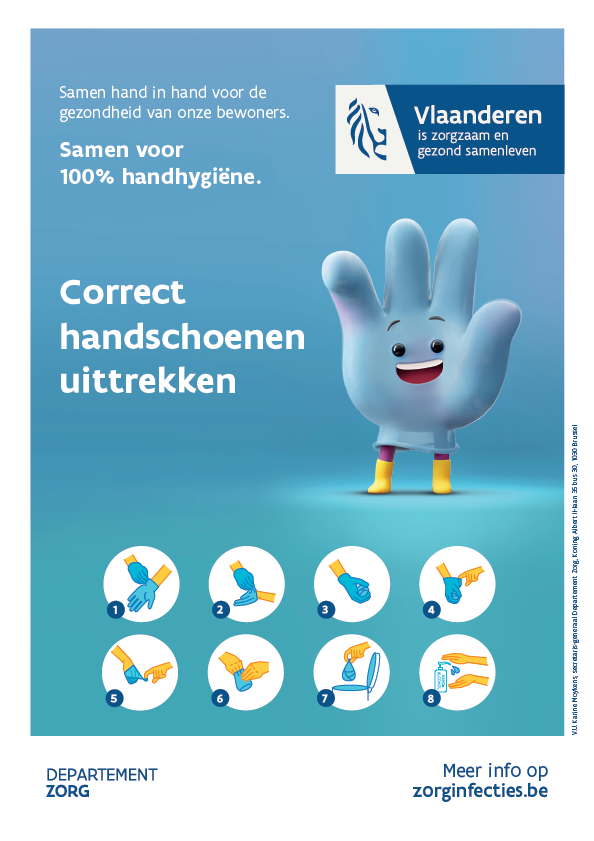 Samen hand in hand voor de
gezondheid van onze bewoners.
Samen voor
100% handhygiëne.
Vlaanderen
is zorgzaam en
gezond samenleven
Correct
handschoenen
uittrekken
1
2
3
4
5
6
7
8
V.U. Karine Moykens, secretaris-generaal Departement Zorg, Koning Albert II-laan 35 bus 30, 1030 Brussel
DEPARTEMENT
ZORG
Meer info op
zorginfecties.be